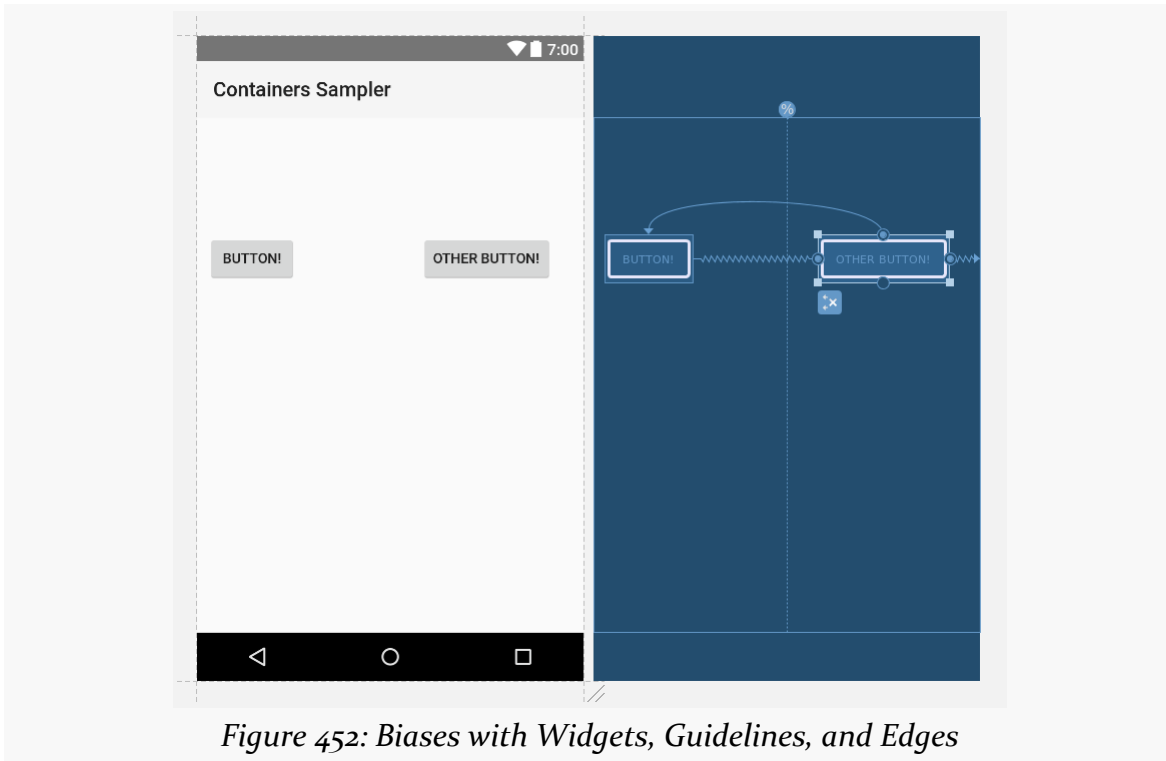 7:00
Containers Sampler
%
BUTTON! OTHER BUTTON! BUTTON! OTHER BUTTON!
Figure 452: Biases with Widgets, Guidelines, and Edges